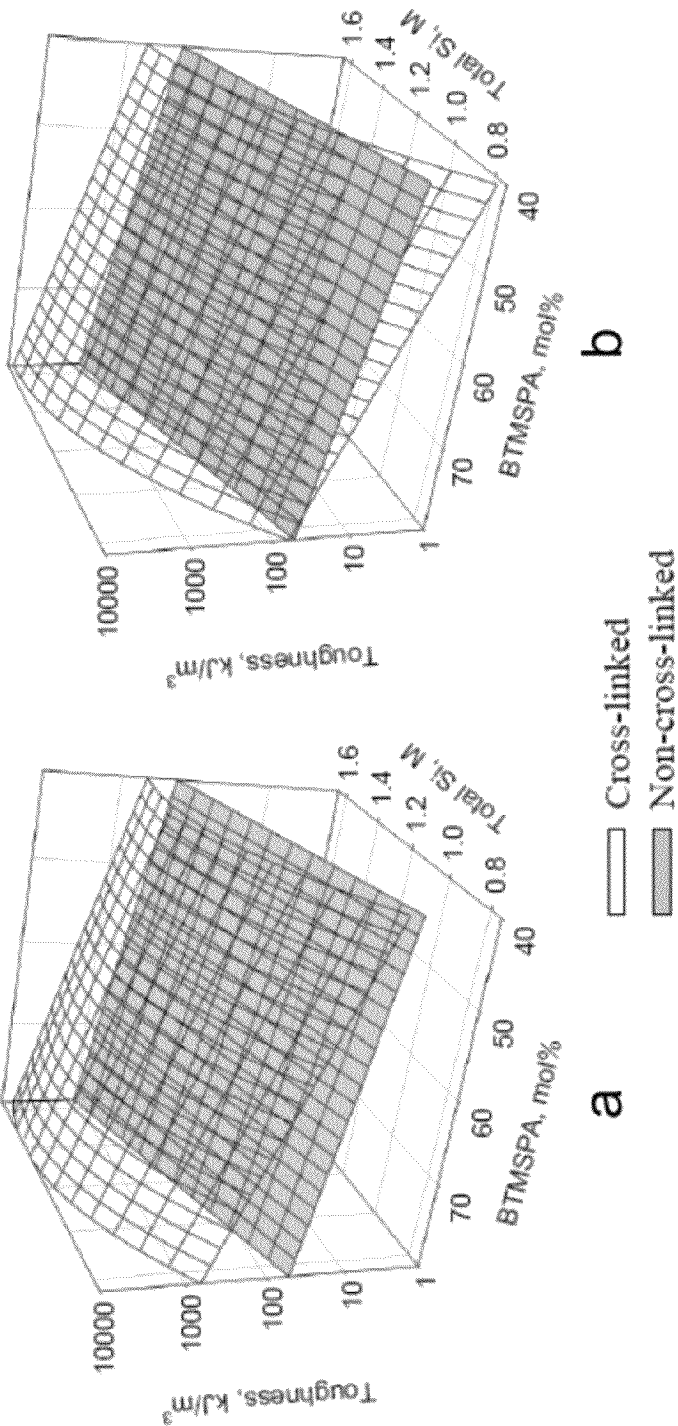 10000
1000
100
10
1
Toughness, kJ/m³
70
60
50
40
BTMSPA, mol%
0.8
1.0
1.2
1.4
1.6
Total Si, M
a
10000
1000
100
10
1
Toughness, kJ/m³
70
60
50
40
BTMSPA, mol%
0.8
1.0
1.2
1.4
1.6
Total Si, M
b
Cross-linked
Non-cross-linked